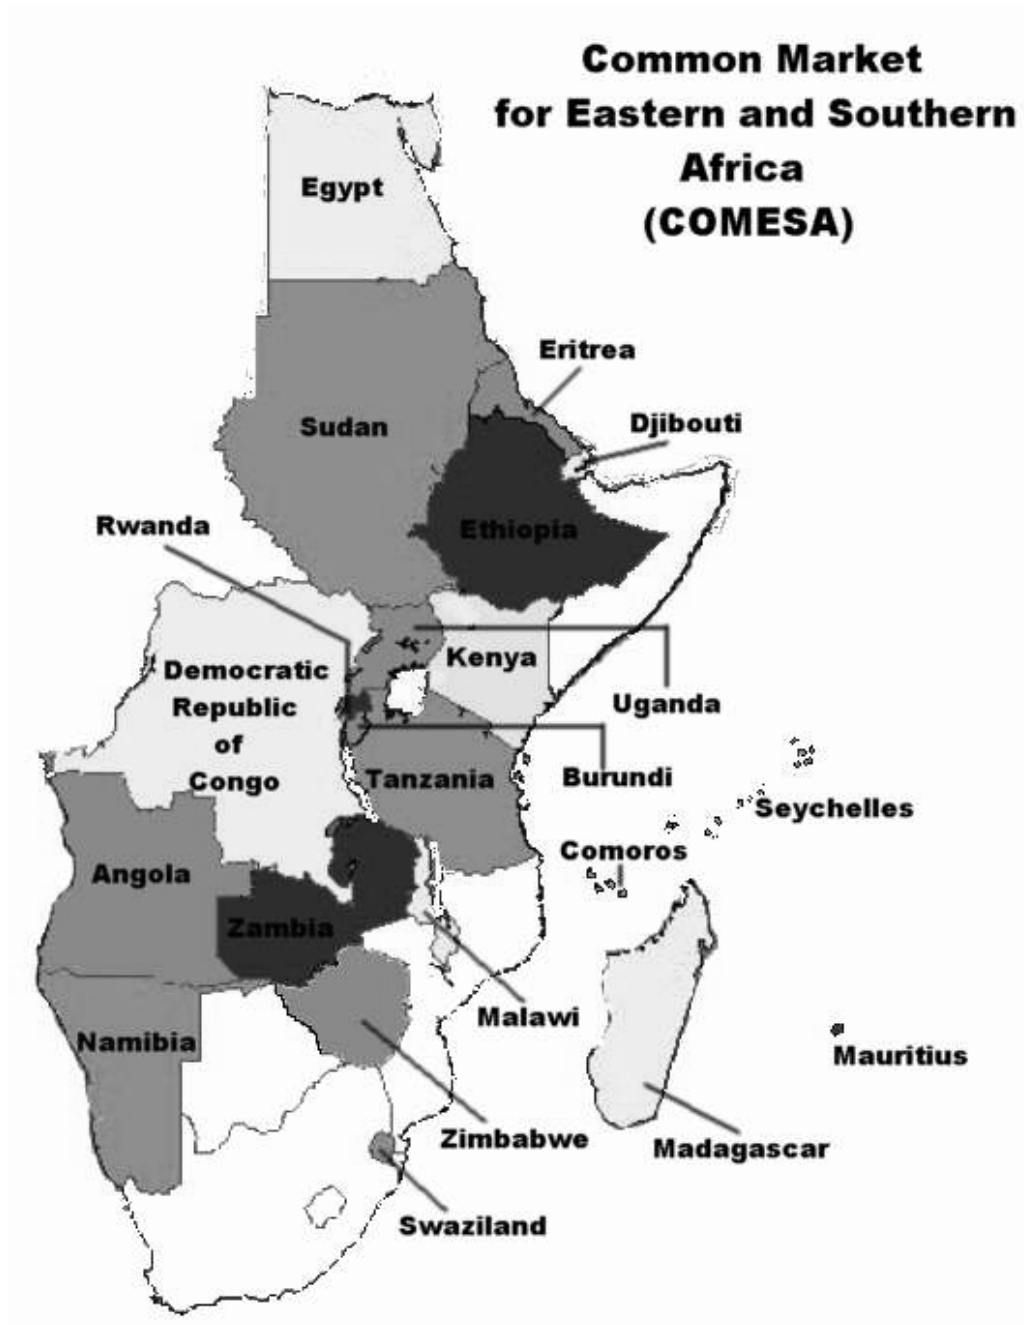 Common Market
for Eastern and Southern
Africa
(COMESA)
Egypt
Eritrea
Djibouti
Sudan
Rwanda
Ethiopia
Kenya
Democratic
Republic
of
Congo
Uganda
Tanzania
Burundi
Seychelles
Comoros
Angola
Zambia
Malawi
Namibia
Mauritius
Zimbabwe
Madagascar
Swaziland